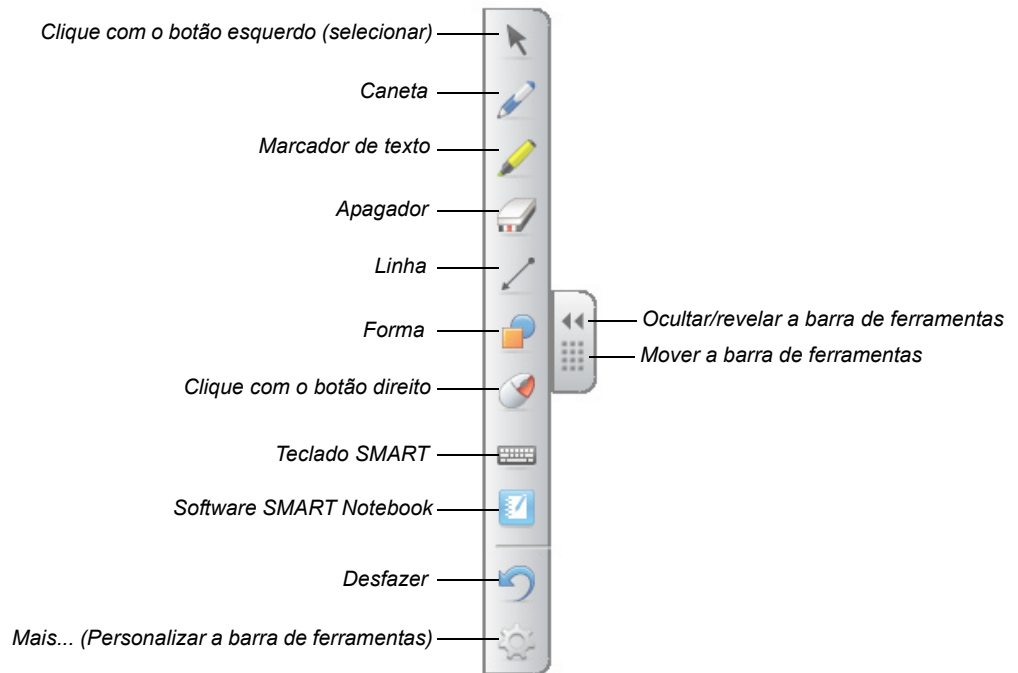 Clique com o botão esquerdo (selecionar)
Caneta
Marcador de texto
Apagador
Linha
Forma
Ocultar/revelar a barra de ferramentas
Mover a barra de ferramentas
Clique com o botão direito
Teclado SMART
Software SMART Notebook
Desfazer
Mais... (Personalizar a barra de ferramentas)